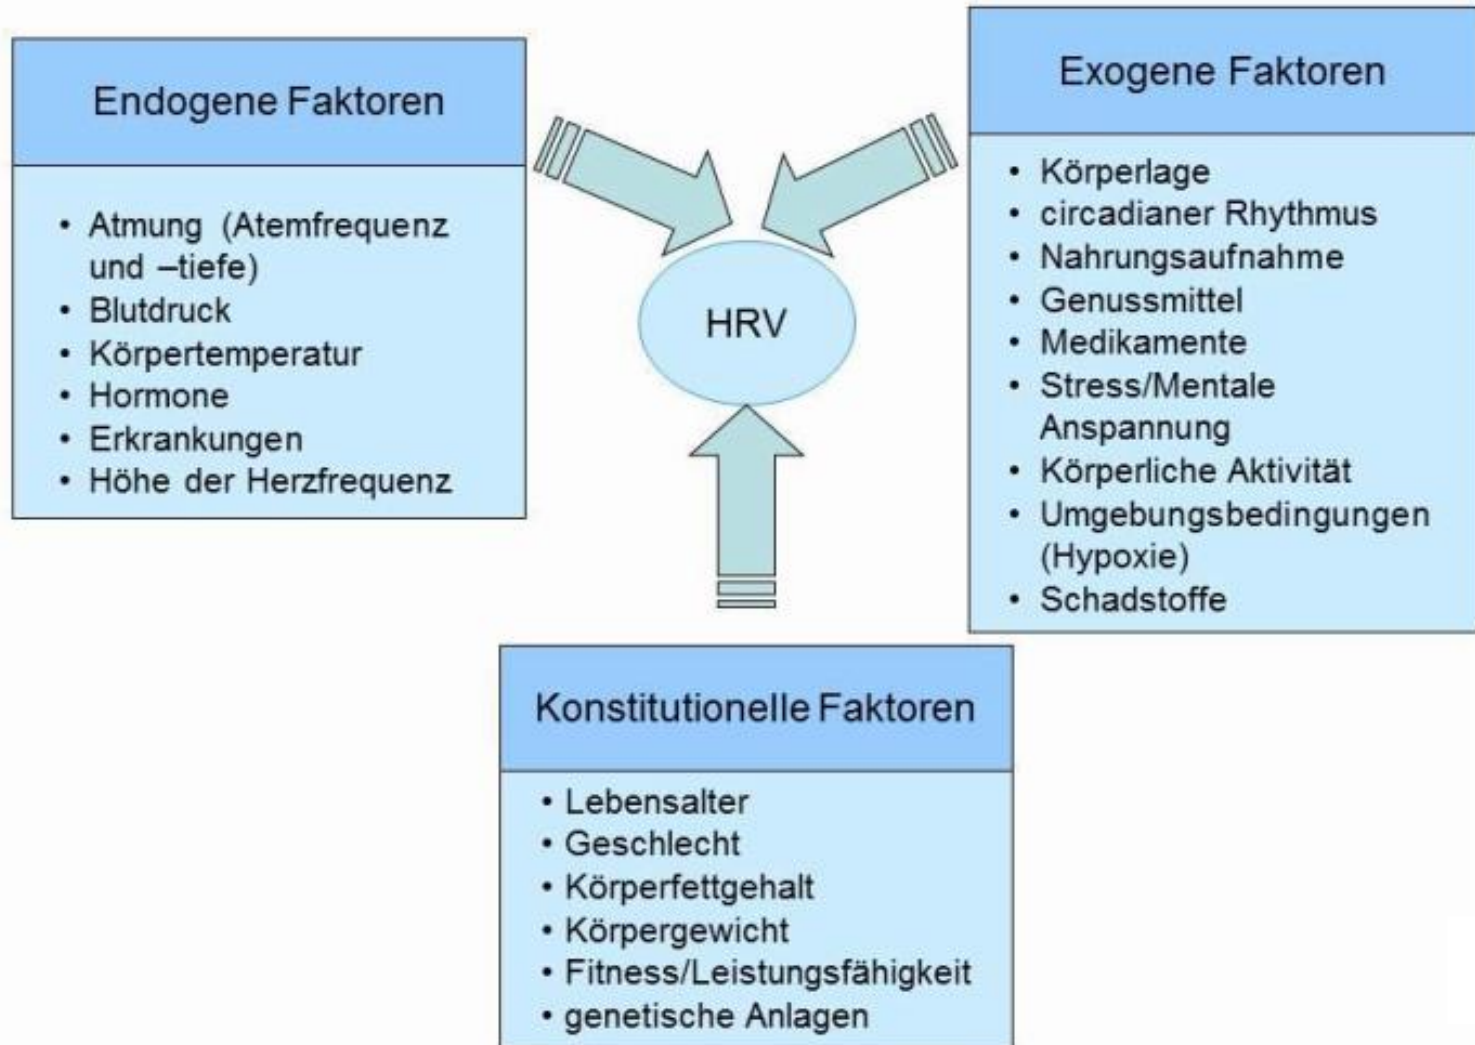 Endogene Faktoren
• Atmung (Atemfrequenz
und –tiefe)
• Blutdruck
• Körpertemperatur
• Hormone
• Erkrankungen
• Höhe der Herzfrequenz
Exogene Faktoren
• Körperlage
• circadianer Rhythmus
• Nahrungsaufnahme
• Genussmittel
• Medikamente
• Stress/Mentale
Anspannung
• Körperliche Aktivität
• Umgebungsbedingungen
(Hypoxie)
• Schadstoffe
HRV
Konstitutionelle Faktoren
• Lebensalter
• Geschlecht
• Körperfettgehalt
• Körpergewicht
• Fitness/Leistungsfähigkeit
• genetische Anlagen